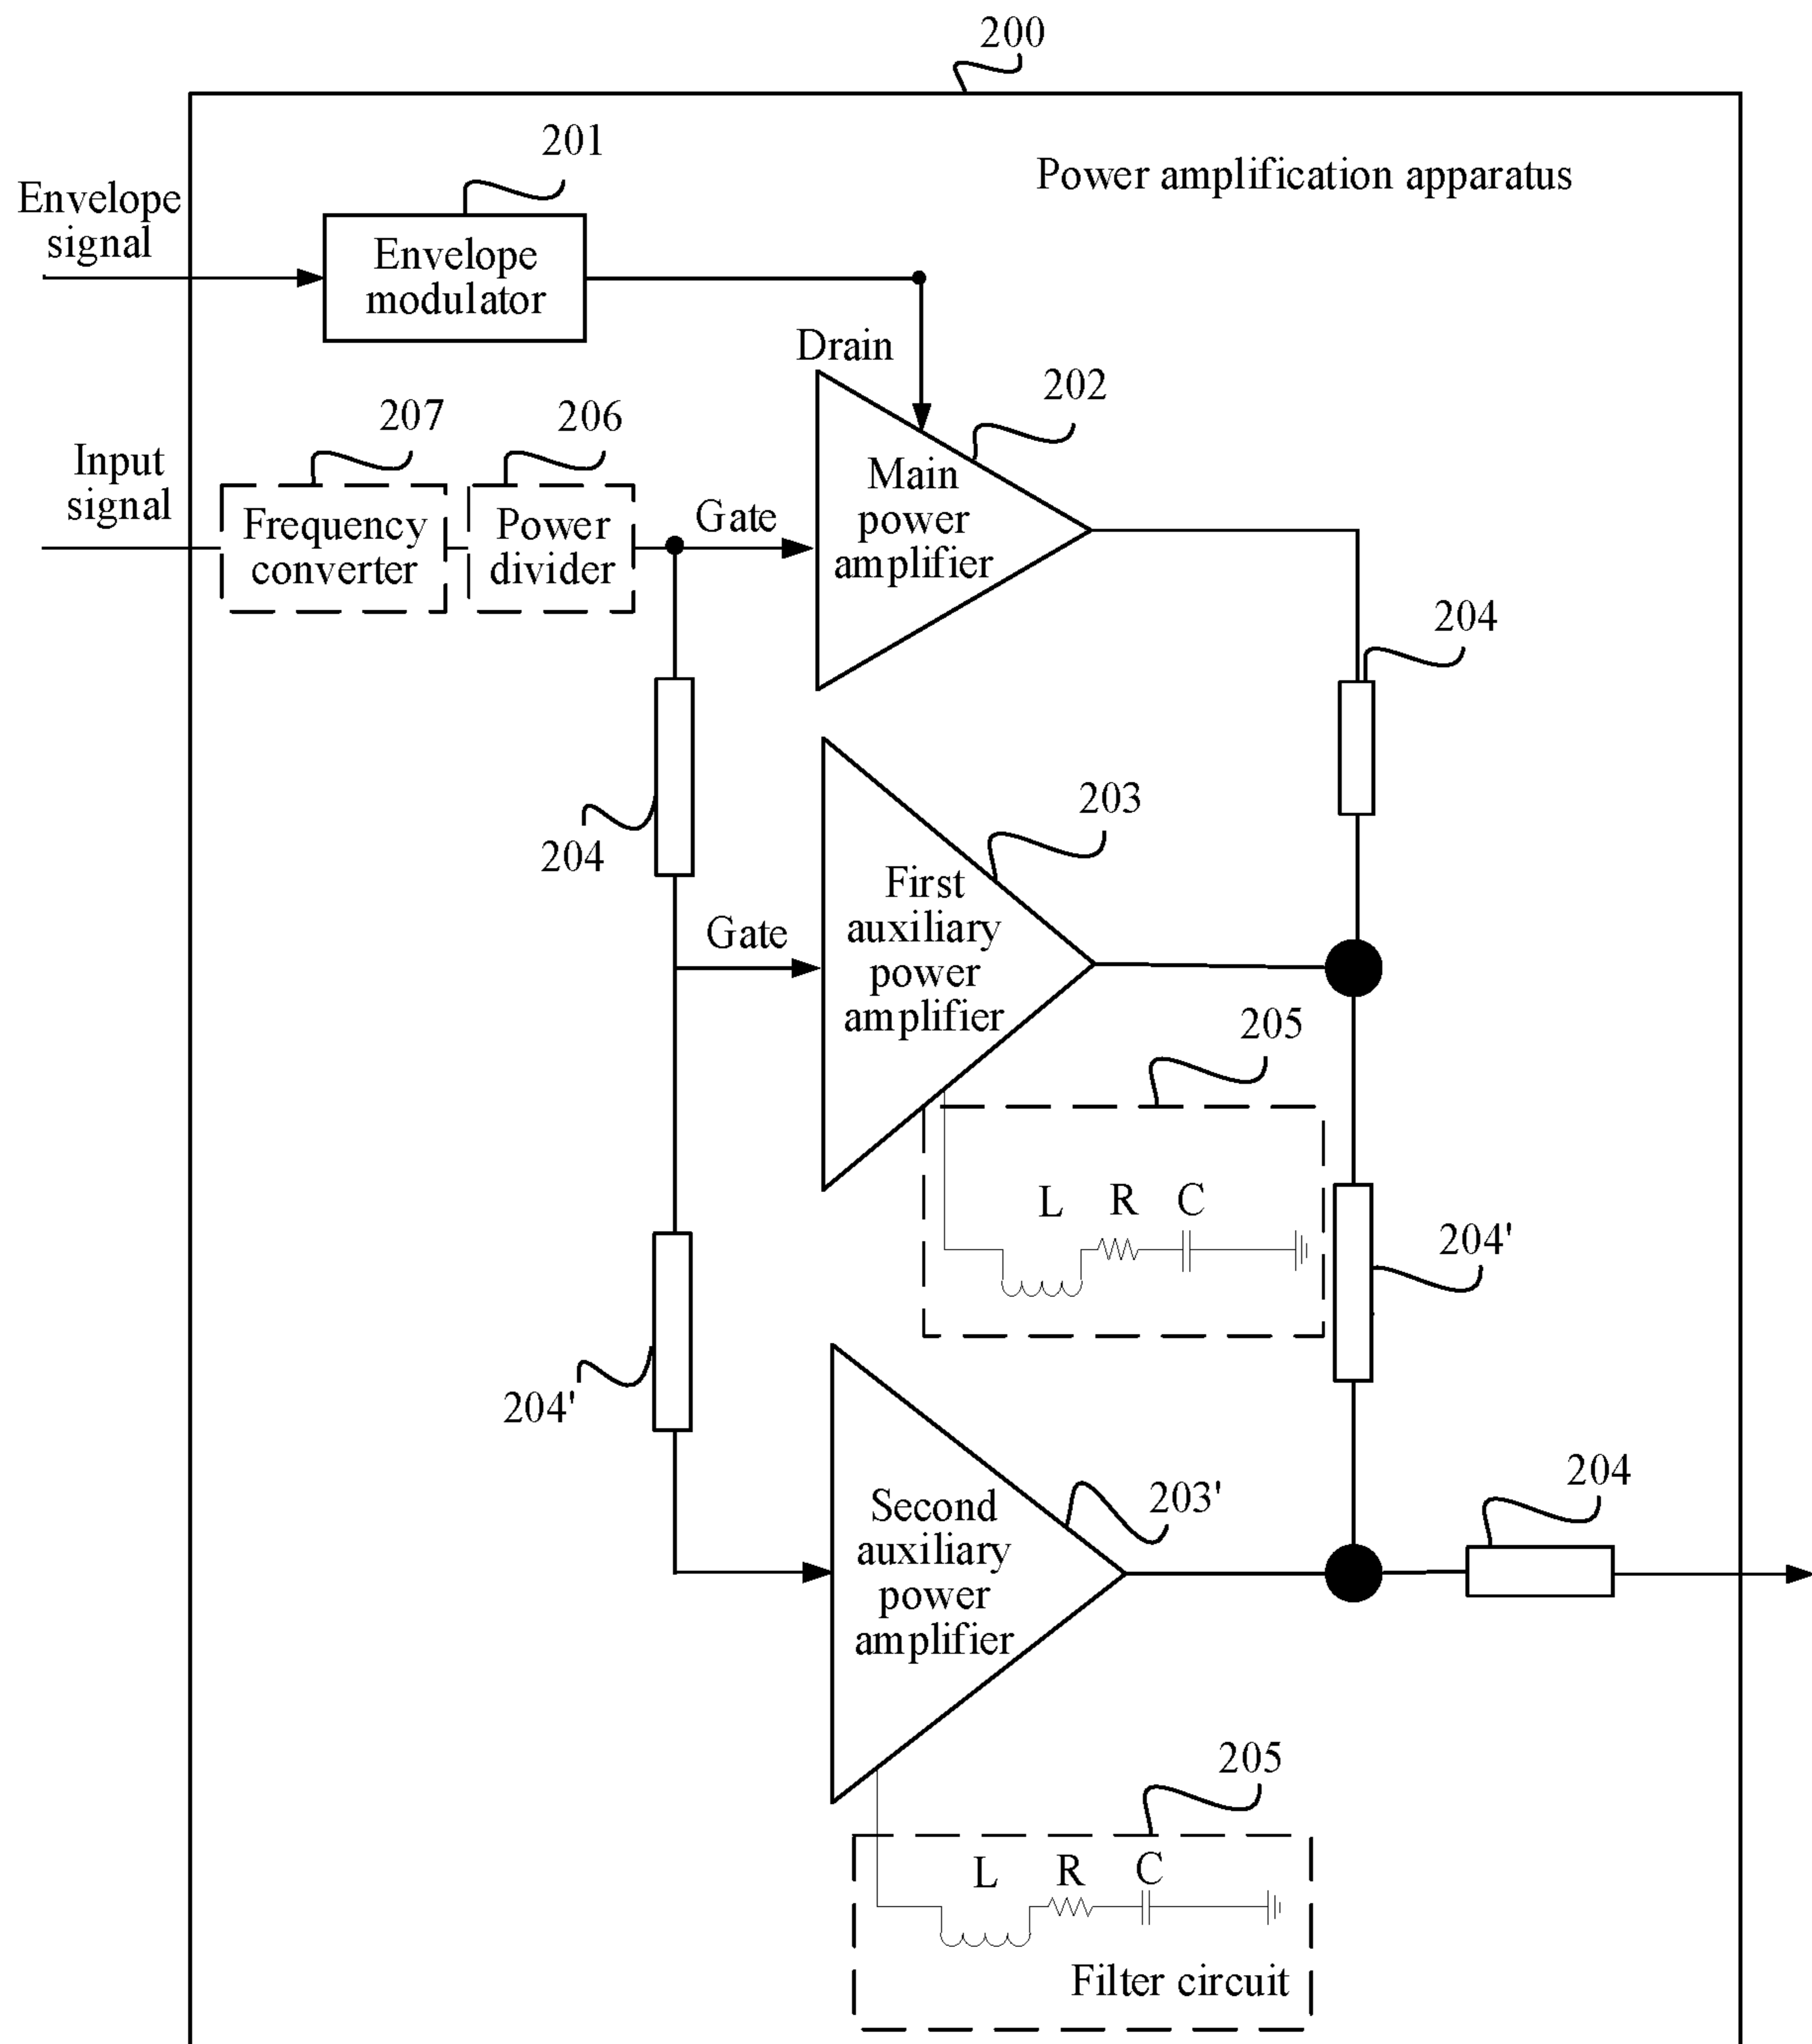 200
Power amplification apparatus
201
Envelope
signal
Envelope
modulator
Drain
202
207
206
Input
signal
Frequency
converter
Power
divider
Gate
Main
power
amplifier
204
204
203
First
auxiliary
power
amplifier
Gate
205
L R C
204'
204'
203'
Second
auxiliary
power
amplifier
204
205
L R C
Filter circuit